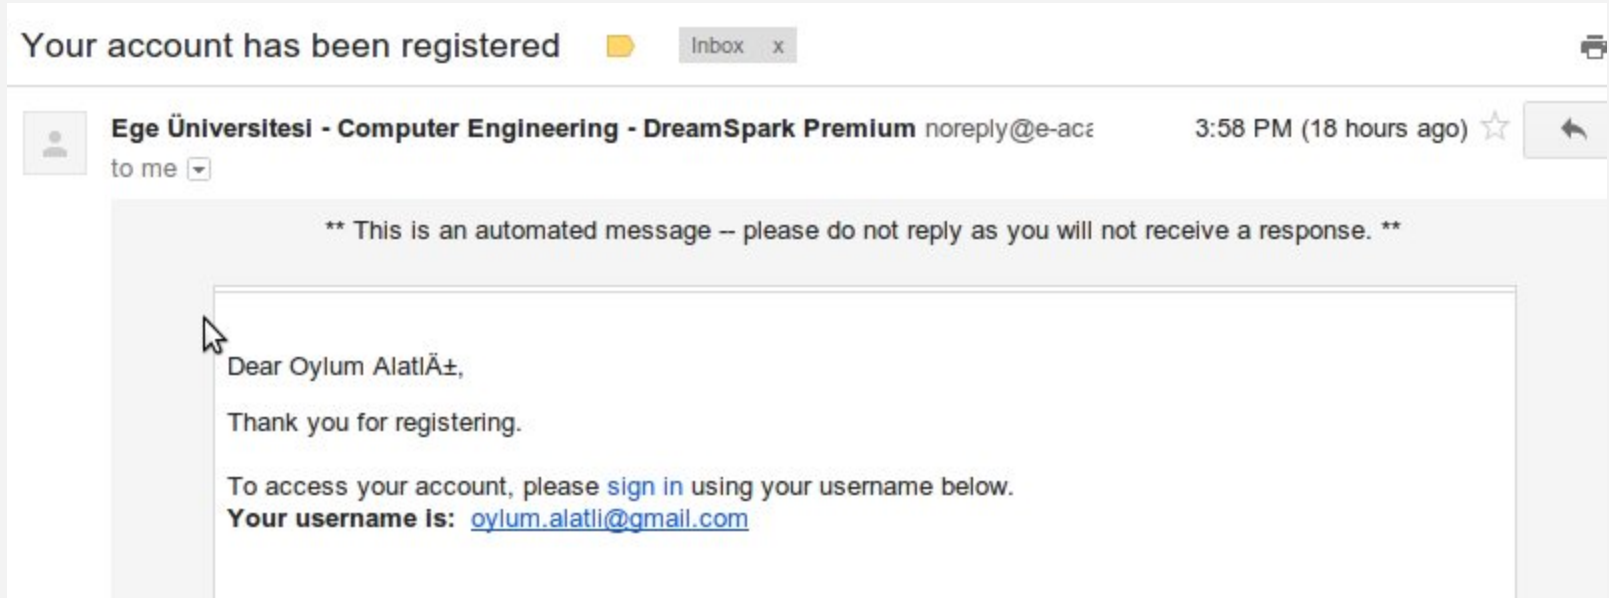 Your account has been registered Inbox x
Ege Üniversitesi - Computer Engineering - DreamSpark Premium noreply@e-aca 3:58 PM (18 hours ago)
to me
** This is an automated message -- please do not reply as you will not receive a response. **
Dear Oylum AlatlÄ±,
Thank you for registering.
To access your account, please sign in using your username below.
Your username is: oylum.alatli@gmail.com